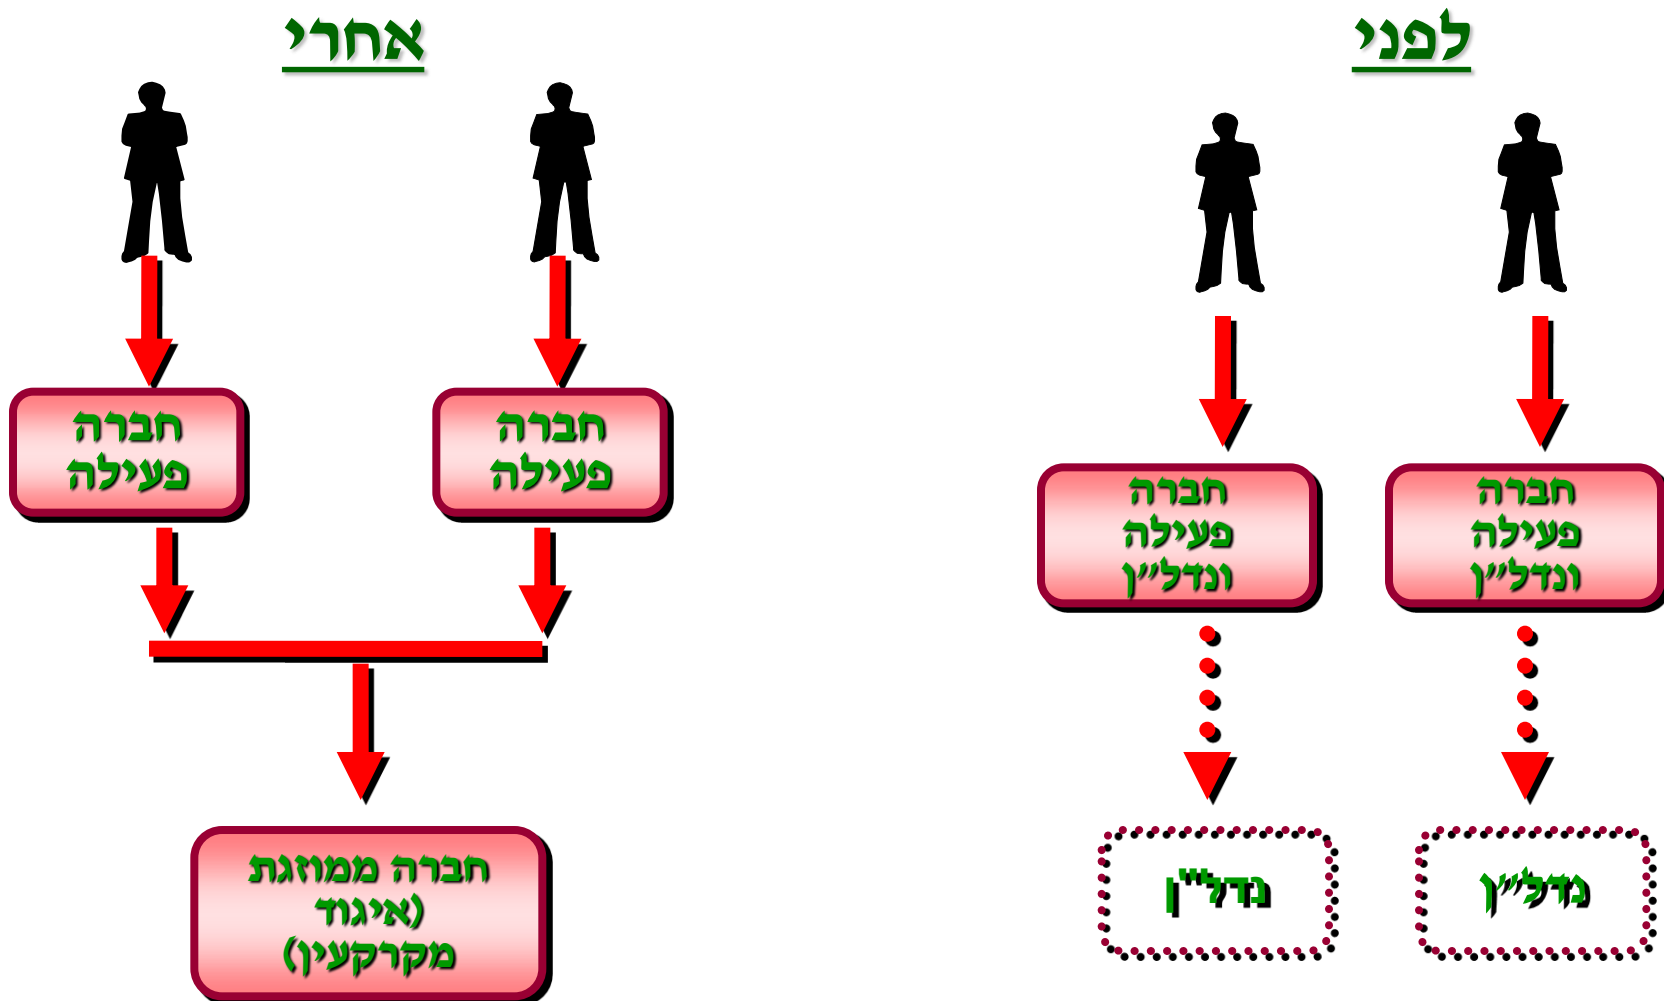 לפני
חברה
פעילה
ונדל״ן
חברה
פעילה
ונדל״ן
נדל״ן
נדל"ן
אחרי
חברה
פעילה
חברה
פעילה
חברה ממוזגת
(איגוד
מקרקעין)